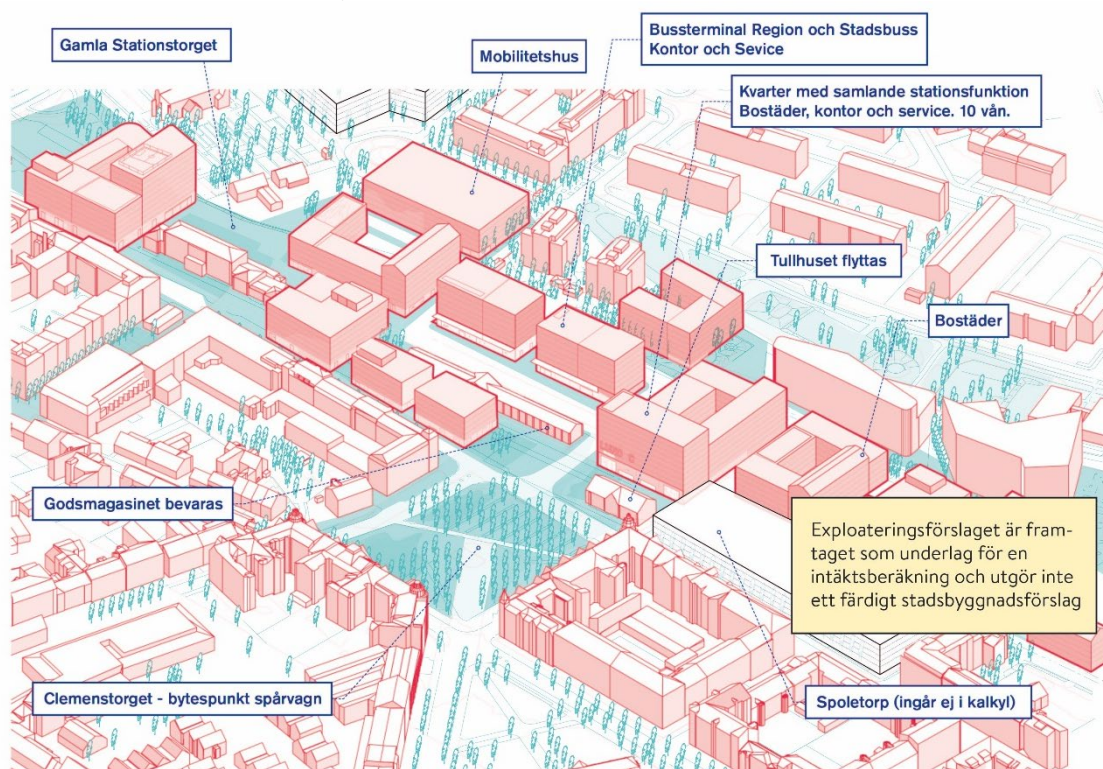 Gamla Stationstorget
Mobilitetshus
Bussterminal Region och Stadsbuss
Kontor och Sevice
Kvarter med samlande stationsfunktion
Bostäder, kontor och service. 10 vån.
Tullhuset flyttas
Bostäder
Godsmagasinet bevaras
Exploateringsförslaget är fram-
taget som underlag för en
intäktsberäkning och utgör inte
ett färdigt stadsbyggnadsförslag
Clemenstorget - bytespunkt spårvagn
Spoletorp (ingår ej i kalkyl)